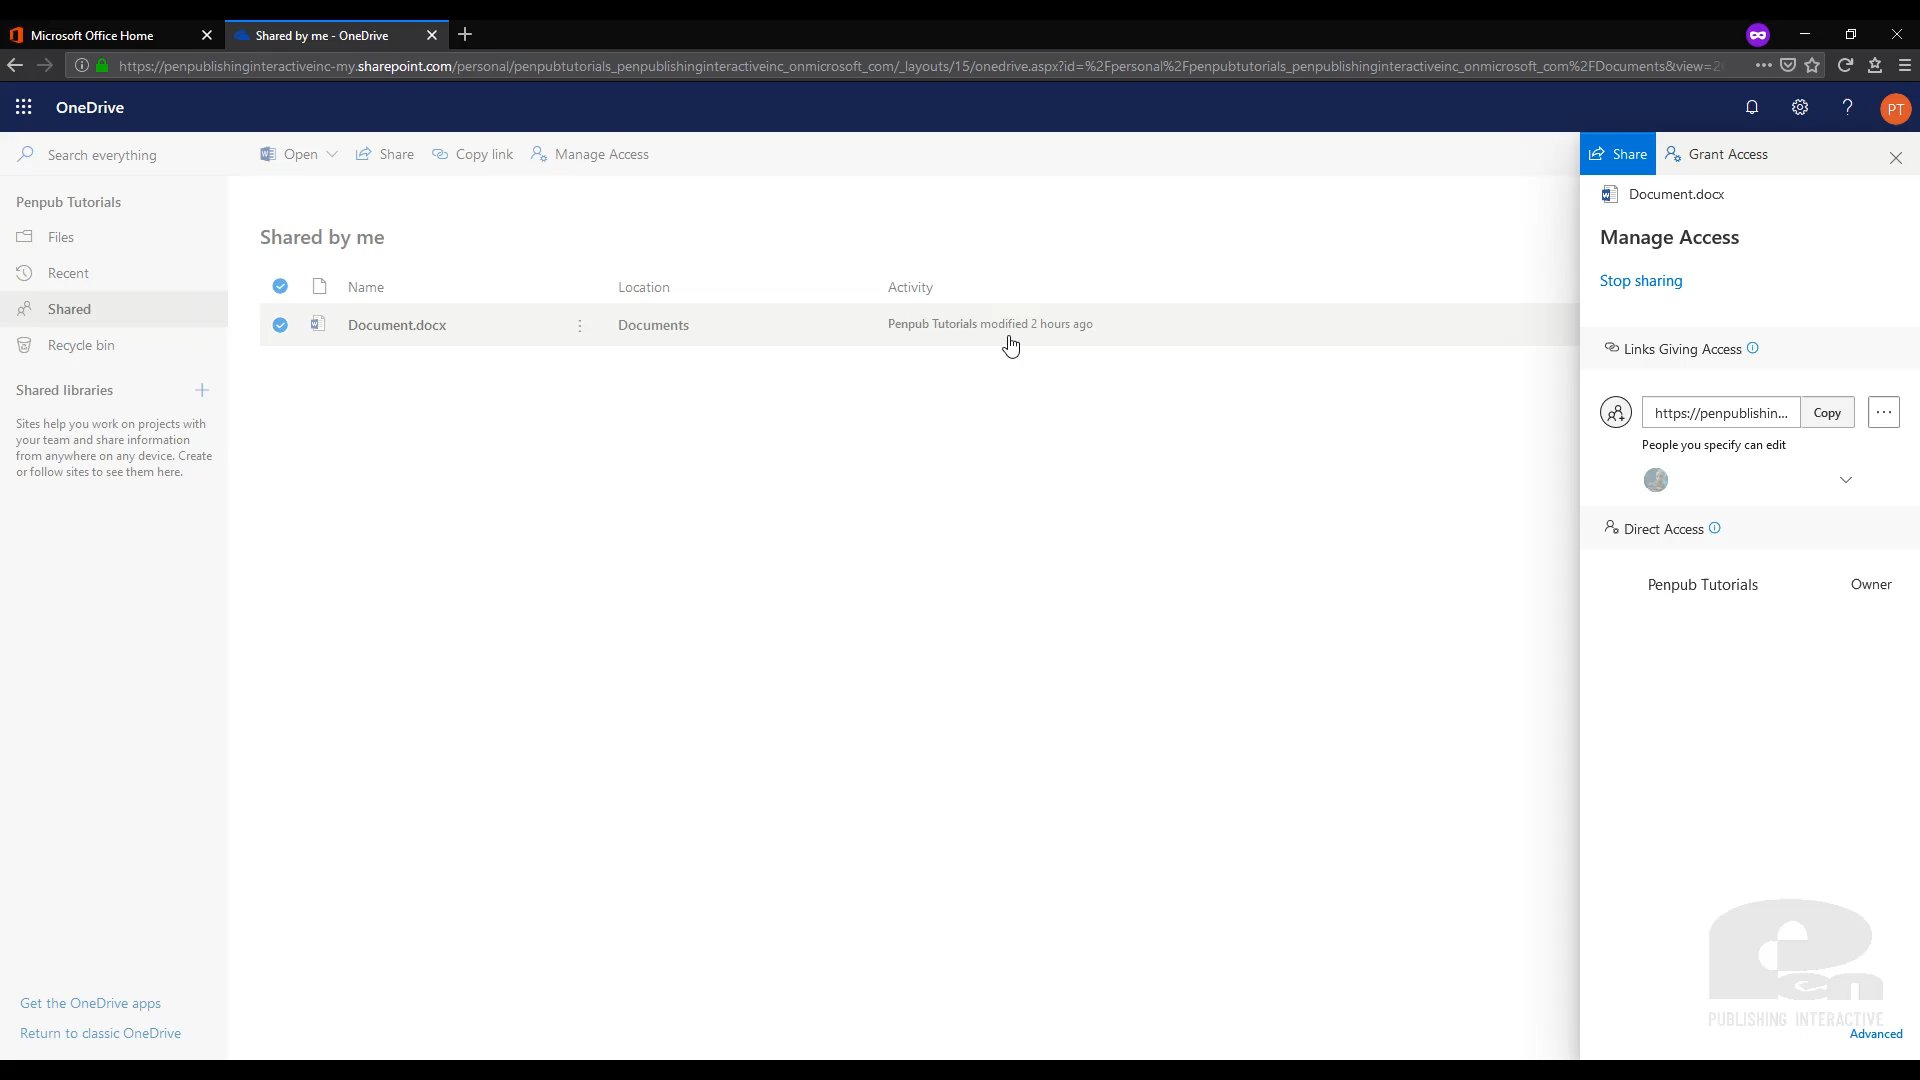 Microsoft Office Home
Shared by me - OneDrive
https://penpublishinginteractiveinc-my.sharepoint.com/personal/penpubtutorials_penpublishinginteractiveinc_onmicrosoft_com/_layouts/15/onedrive.aspx?id=%2Fpersonal%2Fpenpubtutorials_penpublishinginteractiveinc_onmicrosoft_com%2FDocuments&view=2
OneDrive
PT
Search everything
Open
Share
Copy link
Manage Access
Share
Grant Access
Penpub Tutorials
Files
Recent
Shared
Recycle bin
Shared libraries
Sites help you work on projects with
your team and share information
from anywhere on any device. Create
or follow sites to see them here.
Get the OneDrive apps
Return to classic OneDrive
Shared by me
Name
Location
Activity
Document.docx
Documents
Penpub Tutorials modified 2 hours ago
Document.docx
Manage Access
Stop sharing
Links Giving Access
https://penpublishin...
Copy
People you specify can edit
Direct Access
Penpub Tutorials
Owner
Pen
PUBLISHING INTERACTIVE
Advanced